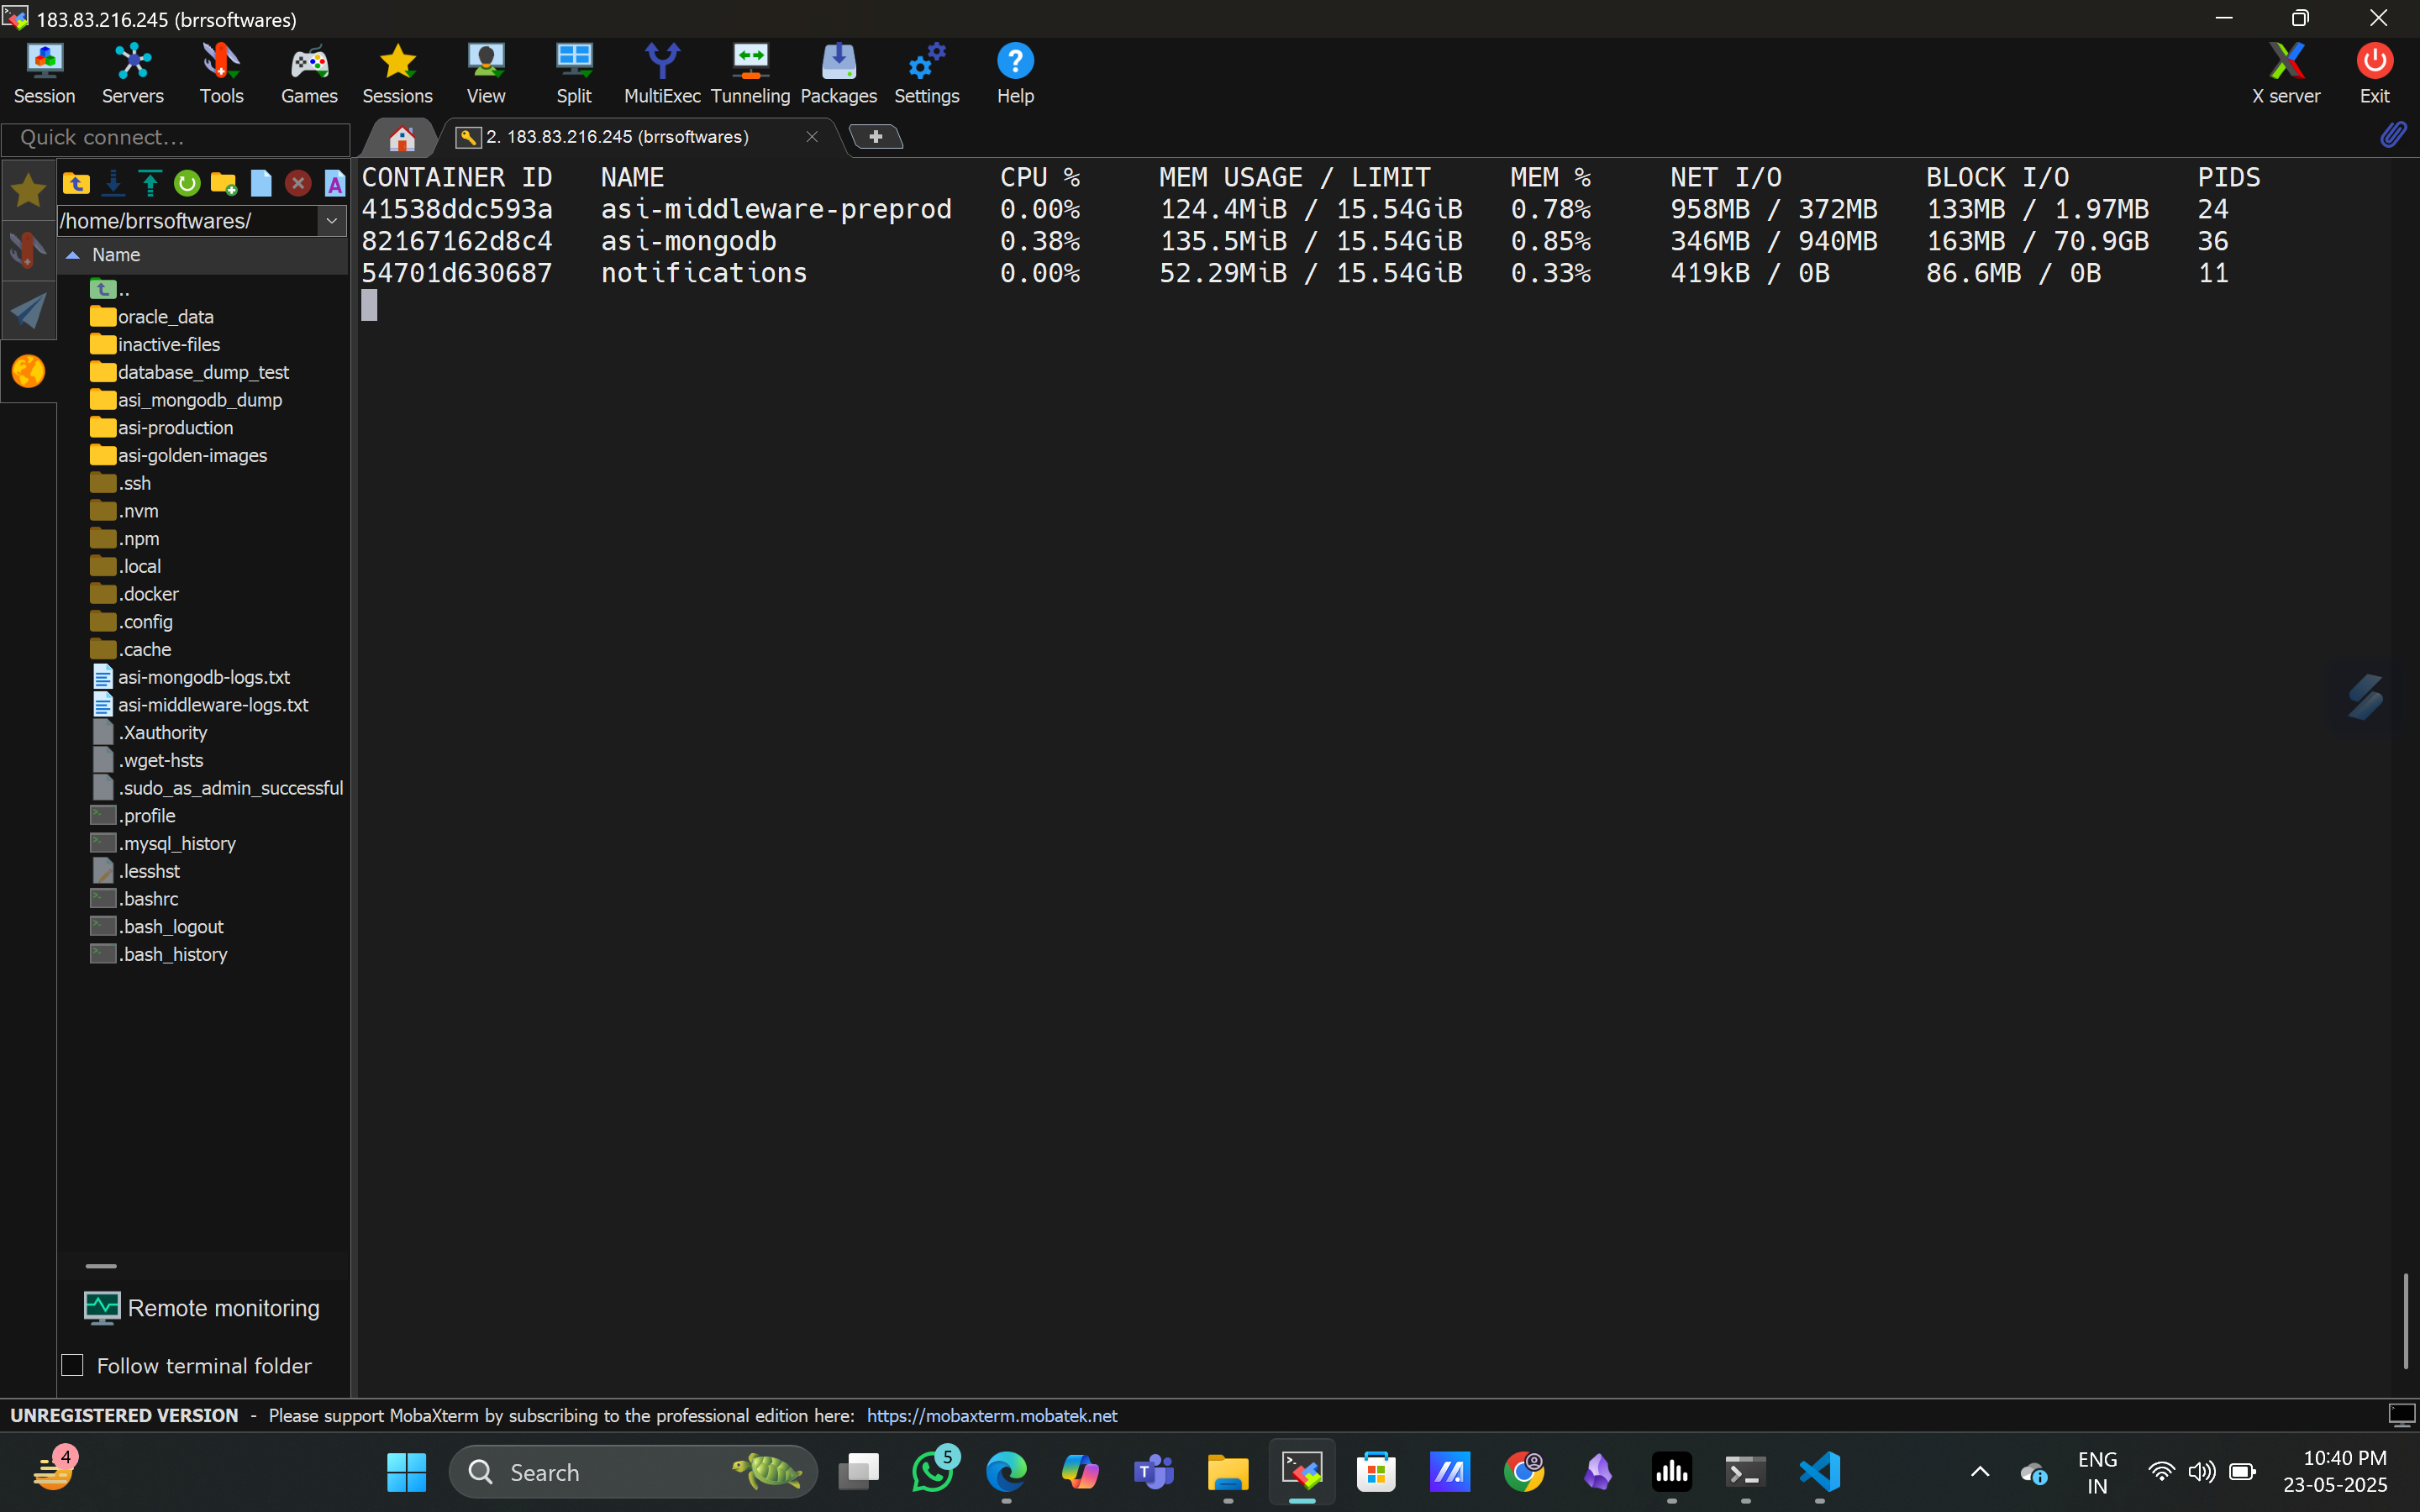 183.83.216.245 (brrsoftwares)
Session Servers Tools Games Sessions View Split MultiExec Tunneling Packages Settings Help X server Exit
Quick connect...
2. 183.83.216.245 (brrsoftwares)
/home/brrsoftwares/
Name
..
oracle_data
inactive-files
database_dump_test
asi_mongodb_dump
asi-production
asi-golden-images
.ssh
.nvm
.npm
.local
.docker
.config
.cache
asi-mongodb-logs.txt
asi-middleware-logs.txt
.Xauthority
.wget-hsts
.sudo_as_admin_successful
.profile
.mysql_history
.lesshst
.bashrc
.bash_logout
.bash_history
Remote monitoring
Follow terminal folder
CONTAINER ID NAME CPU % MEM USAGE / LIMIT MEM % NET I/O BLOCK I/O PIDS
41538ddc593a asi-middleware-preprod 0.00% 124.4MiB / 15.54GiB 0.78% 958MB / 372MB 133MB / 1.97MB 24
82167162d8c4 asi-mongodb 0.38% 135.5MiB / 15.54GiB 0.85% 346MB / 940MB 163MB / 70.9GB 36
54701d630687 notifications 0.00% 52.29MiB / 15.54GiB 0.33% 419kB / 0B 86.6MB / 0B 11
UNREGISTERED VERSION - Please support MobaXterm by subscribing to the professional edition here: https://mobaxterm.mobatek.net
4
Search
5
ENG
IN
10:40 PM
23-05-2025